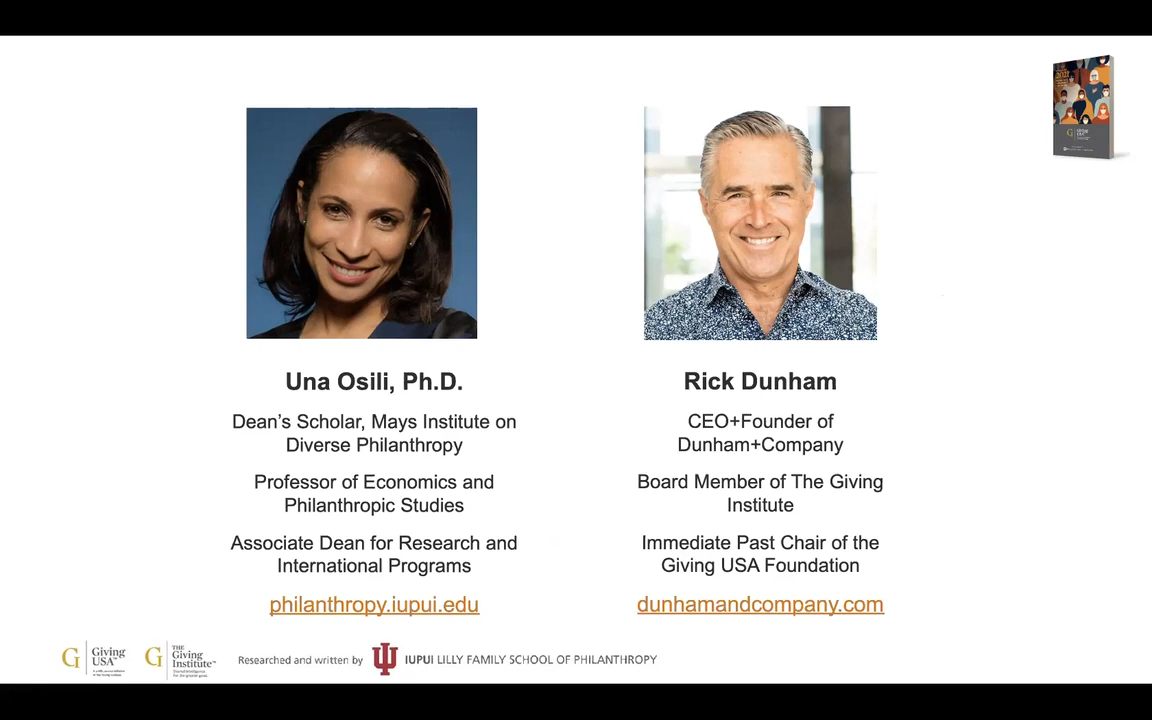 Una Osili, Ph.D.
Dean's Scholar, Mays Institute on
Diverse Philanthropy
Professor of Economics and
Philanthropic Studies
Associate Dean for Research and
International Programs
philanthropy.iupui.edu
Rick Dunham
CEO+Founder of
Dunham+Company
Board Member of The Giving
Institute
Immediate Past Chair of the
Giving USA Foundation
dunhamandcompany.com
G Giving
USA™
G THE
Giving
Institute™
Researched and written by
IUPUI LILLY FAMILY SCHOOL OF PHILANTHROPY